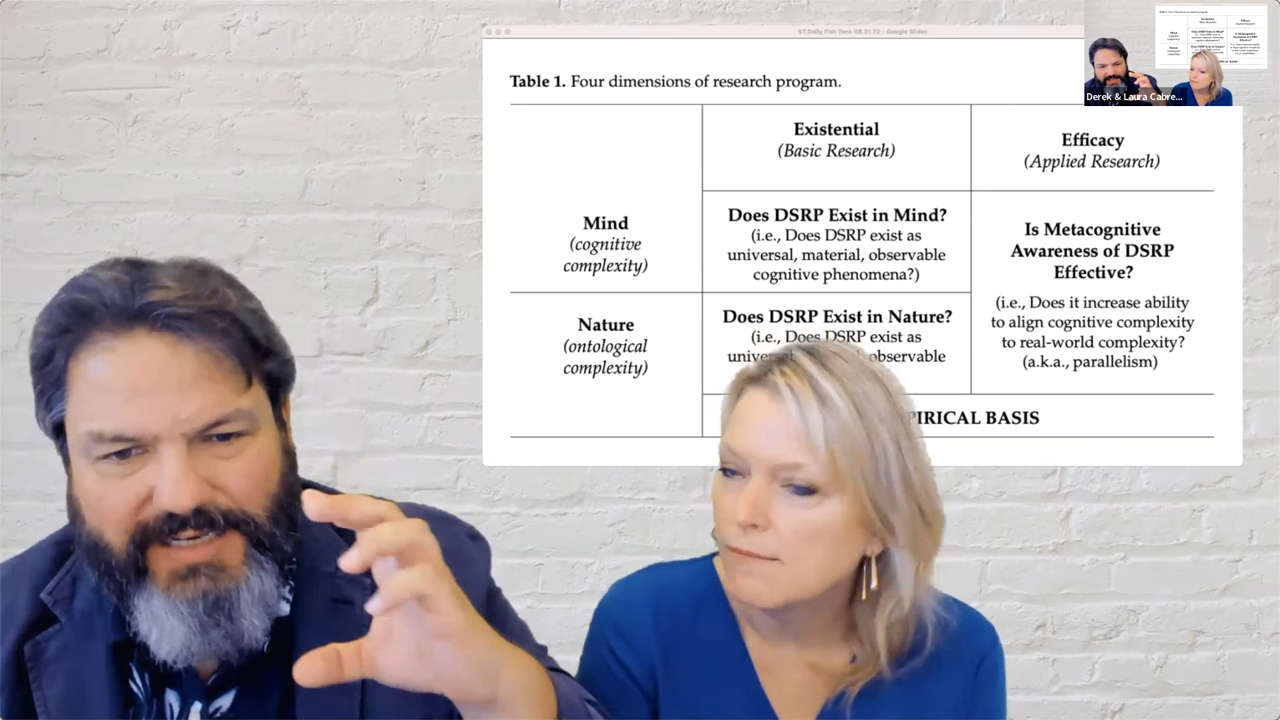 ST Daily Fish Tank 08.31.22 - Google Slides
Derek & Laura Cabre...
Table 1. Four dimensions of research program.
Existential
(Basic Research)
Efficacy
(Applied Research)
Mind
(cognitive
complexity)
Does DSRP Exist in Mind?
(i.e., Does DSRP exist as
universal, material, observable
cognitive phenomena?)
Is Metacognitive
Awareness of DSRP
Effective?
(i.e., Does it increase ability
to align cognitive complexity
to real-world complexity?
(a.k.a., parallelism)
Nature
(ontological
complexity)
Does DSRP Exist in Nature?
(i.e., Does DSRP exist as
observable
BASIS